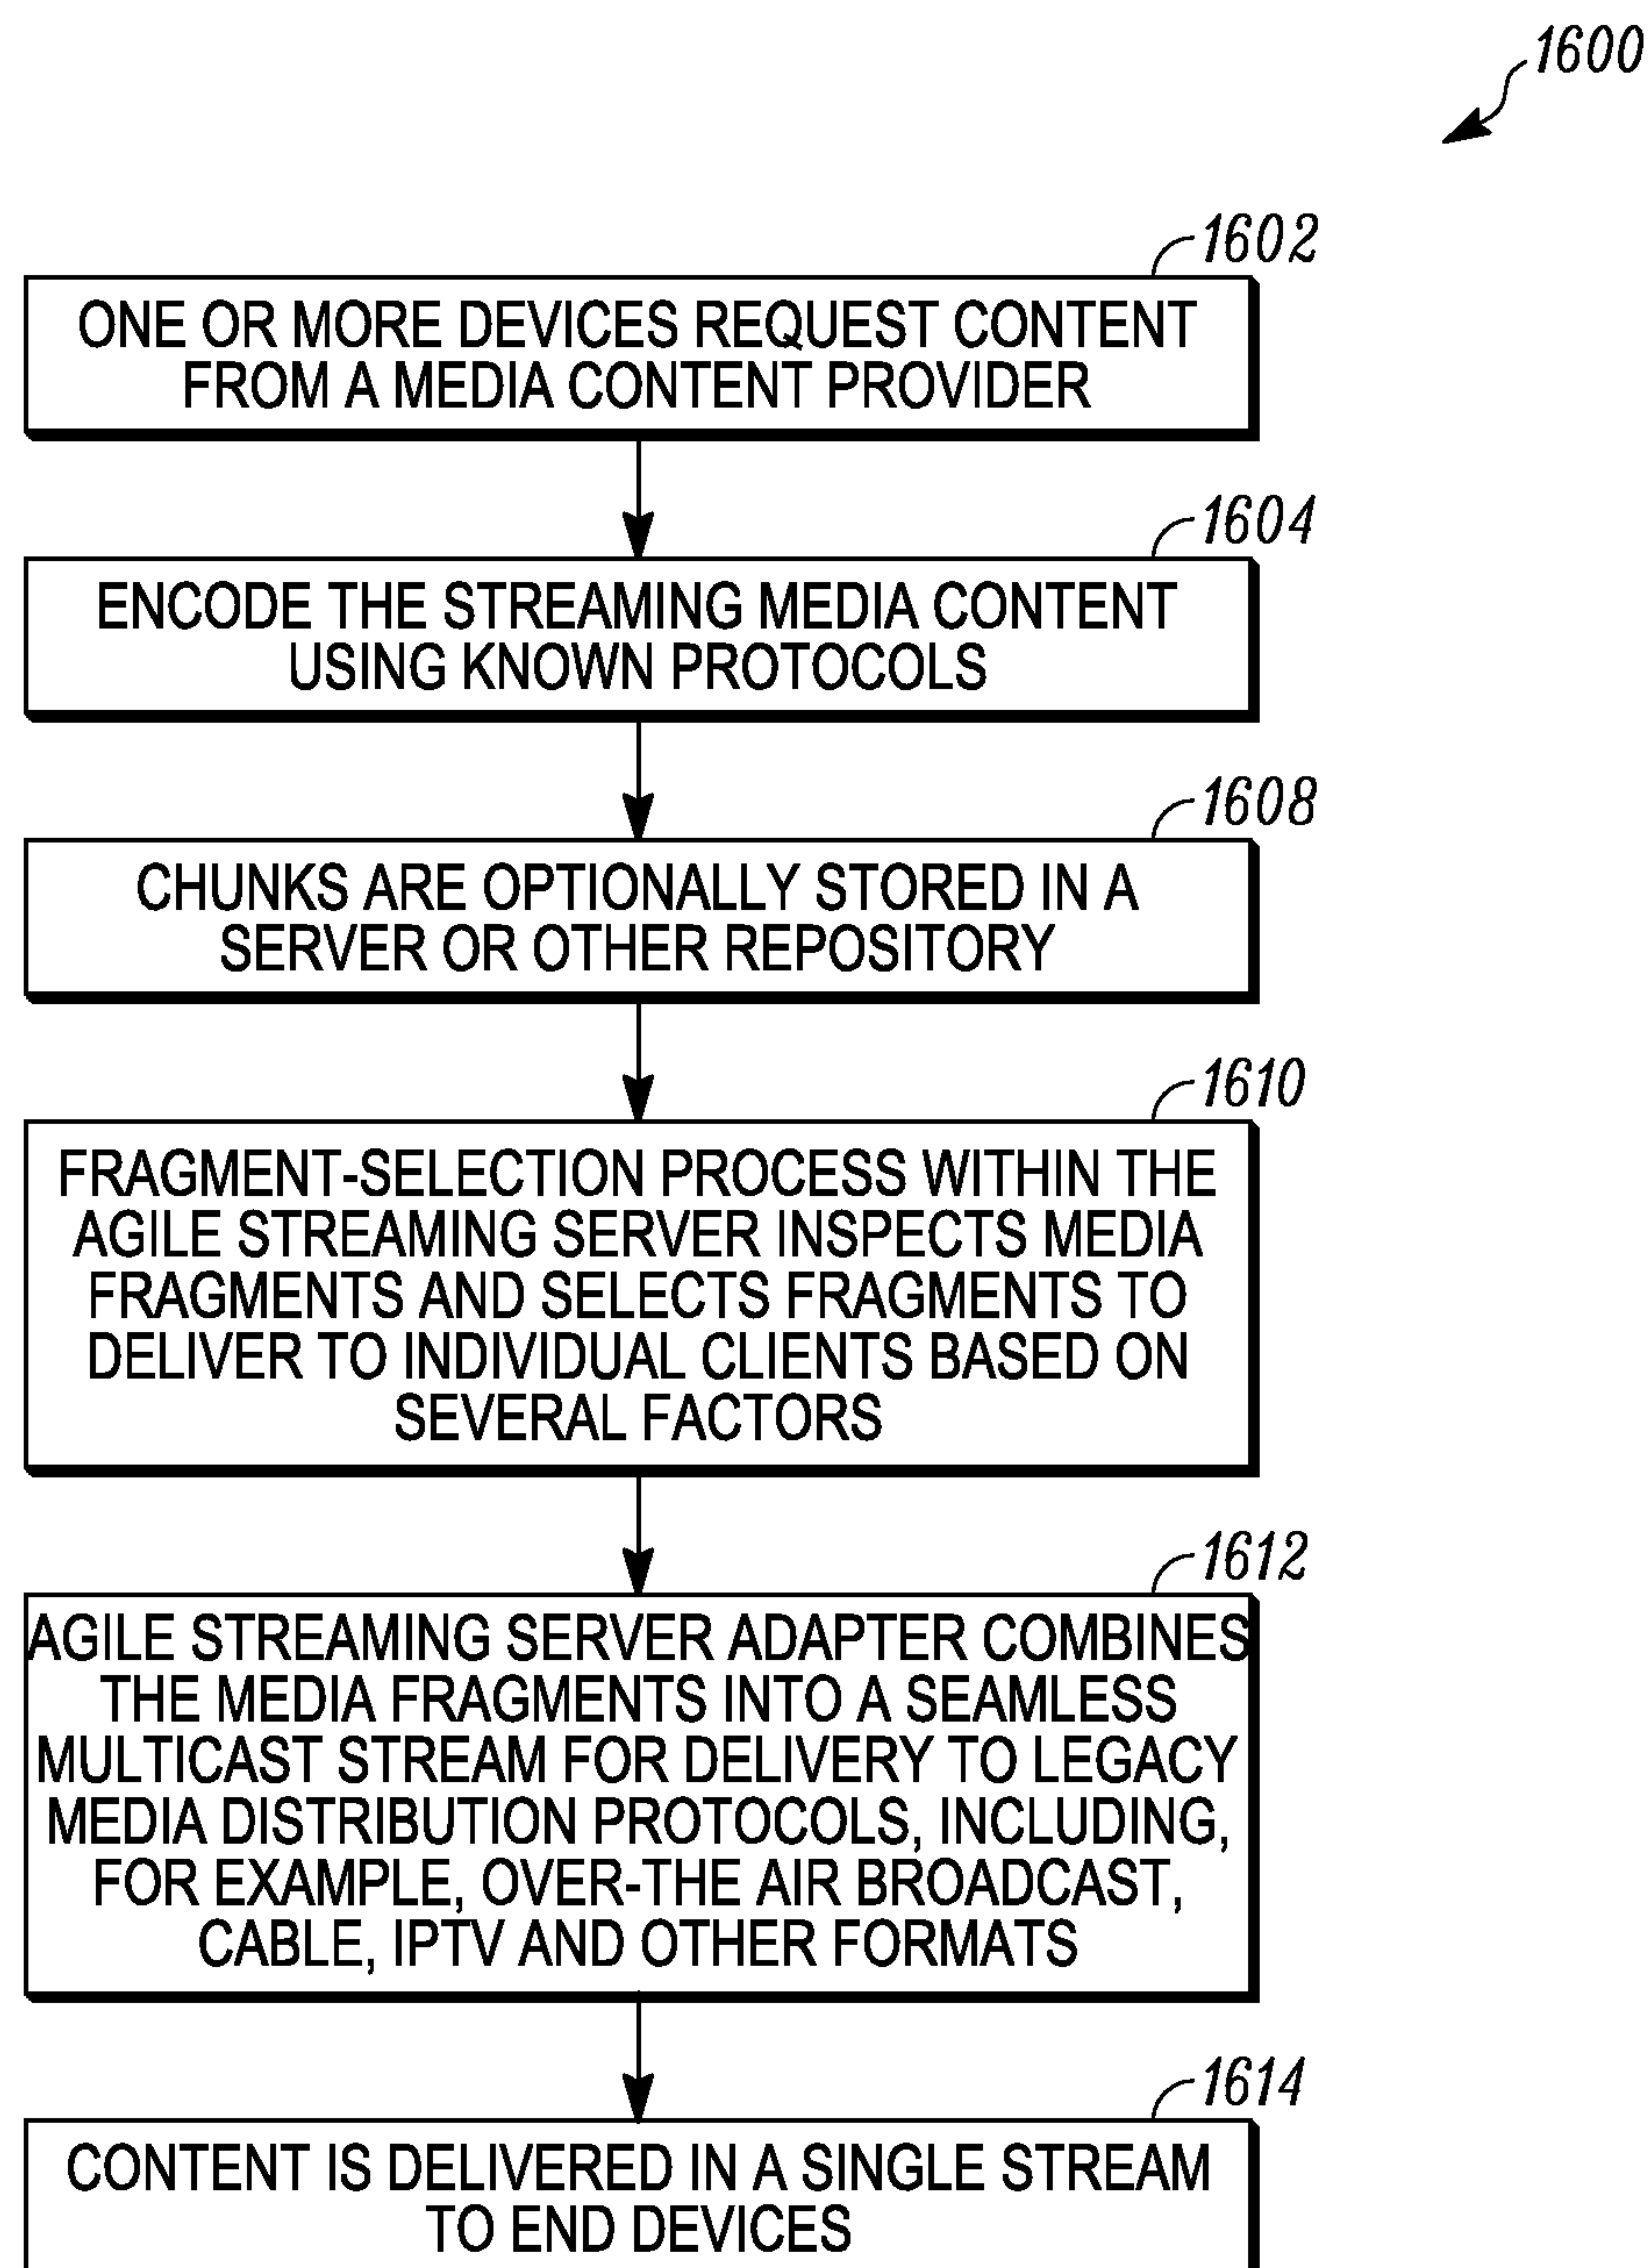 1600
1602
ONE OR MORE DEVICES REQUEST CONTENT
FROM A MEDIA CONTENT PROVIDER
1604
ENCODE THE STREAMING MEDIA CONTENT
USING KNOWN PROTOCOLS
1608
CHUNKS ARE OPTIONALLY STORED IN A
SERVER OR OTHER REPOSITORY
1610
FRAGMENT-SELECTION PROCESS WITHIN THE
AGILE STREAMING SERVER INSPECTS MEDIA
FRAGMENTS AND SELECTS FRAGMENTS TO
DELIVER TO INDIVIDUAL CLIENTS BASED ON
SEVERAL FACTORS
1612
AGILE STREAMING SERVER ADAPTER COMBINES
THE MEDIA FRAGMENTS INTO A SEAMLESS
MULTICAST STREAM FOR DELIVERY TO LEGACY
MEDIA DISTRIBUTION PROTOCOLS, INCLUDING,
FOR EXAMPLE, OVER-THE AIR BROADCAST,
CABLE, IPTV AND OTHER FORMATS
1614
CONTENT IS DELIVERED IN A SINGLE STREAM
TO END DEVICES